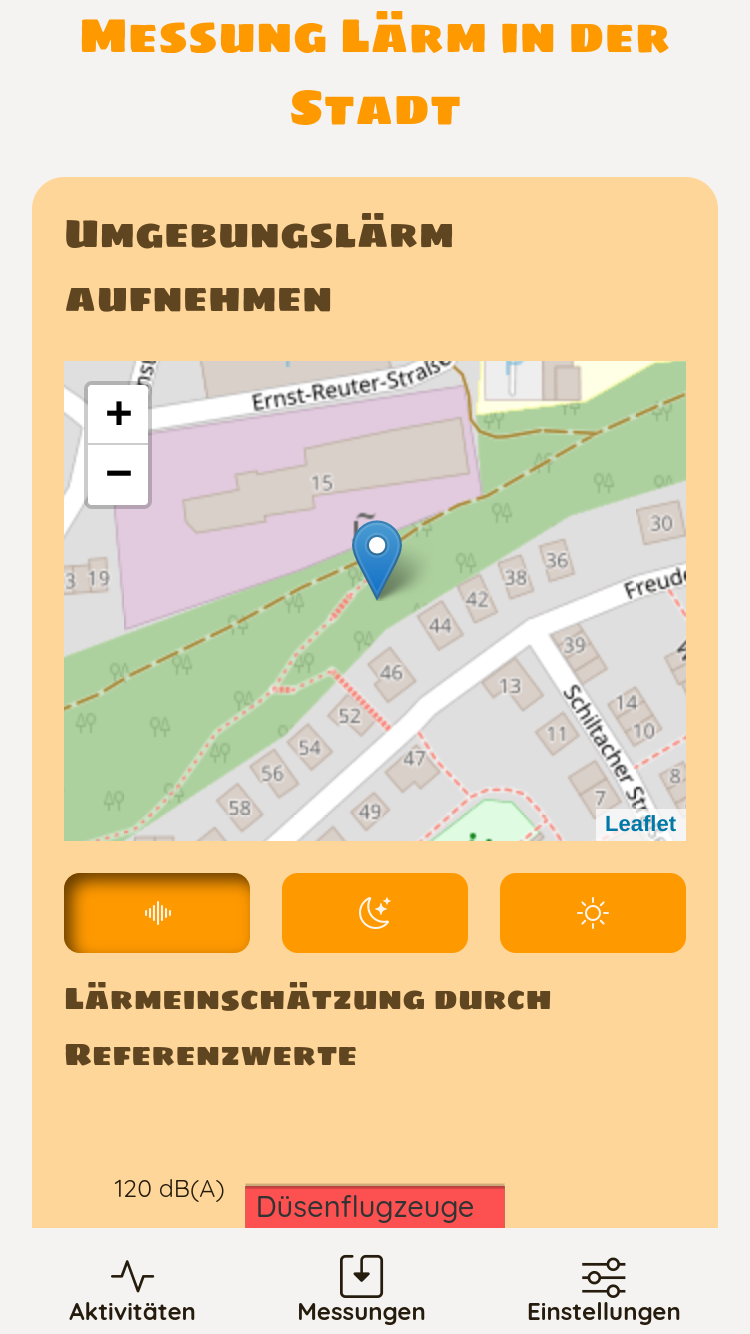 Messung Lärm in der
Stadt
Umgebungslärm
aufnehmen
+
−
Ernst-Reuter-Straße
P
15
30
3
19
36
38
42
44
Freude
39
46
13
14
52
10
11
Schiltacher Str
54
47
56
8
7
58
49
Leaflet
Lärmeinschätzung durch
Referenzwerte
120 dB(A)
Düsenflugzeuge
Aktivitäten
Messungen
Einstellungen